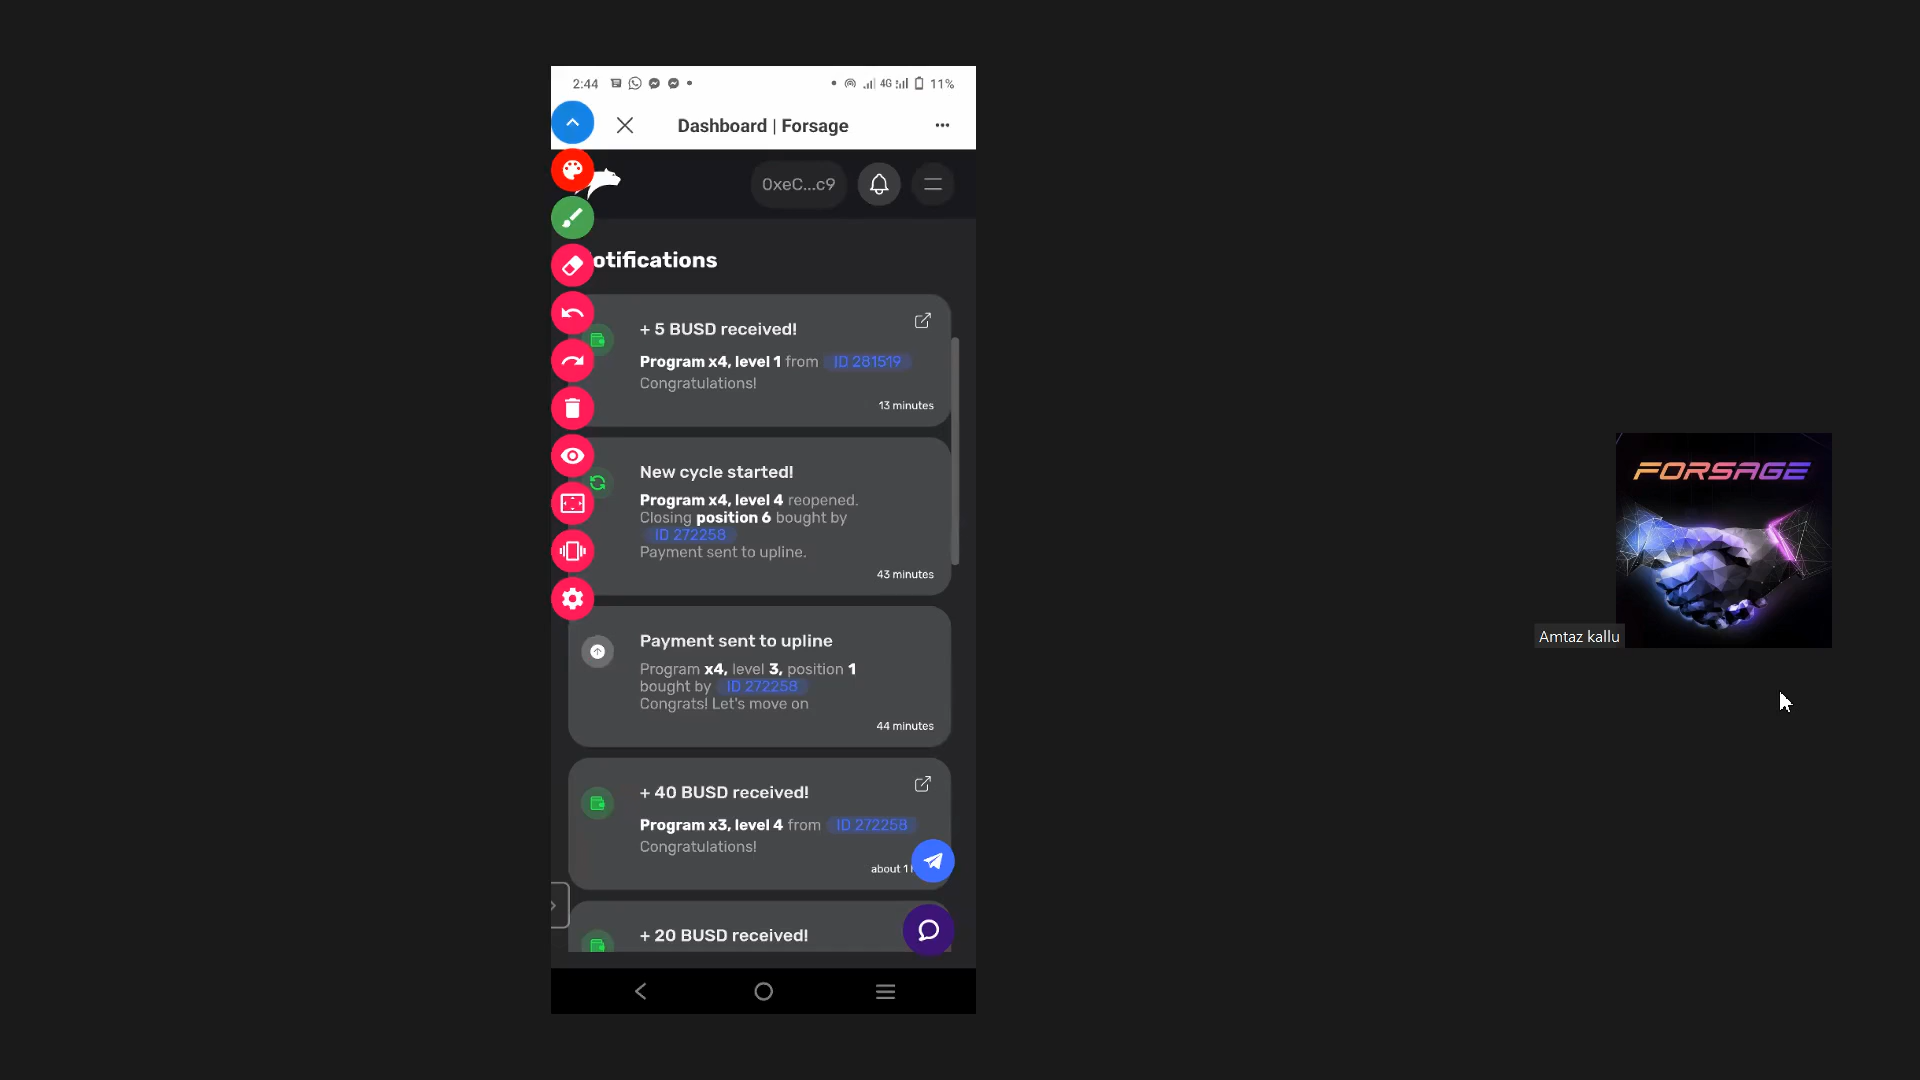 2:44
4G
11%
Dashboard | Forsage
0xeC...c9
otifications
+ 5 BUSD received!
Program x4, level 1 from ID 281519
Congratulations!
13 minutes
New cycle started!
Program x4, level 4 reopened.
Closing position 6 bought by
ID 272258
Payment sent to upline.
43 minutes
Payment sent to upline
Program x4, level 3, position 1
bought by ID 272258
Congrats! Let's move on
44 minutes
+ 40 BUSD received!
Program x3, level 4 from ID 272258
Congratulations!
about 1
+ 20 BUSD received!
FORSAGE
Amtaz kallu